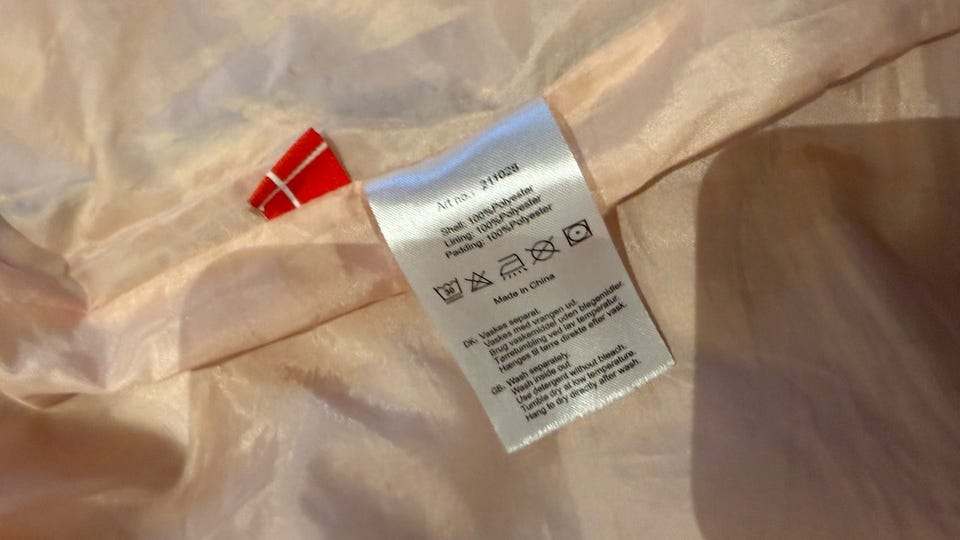 Art no.: 211028
Shell: 100%Polyester
Lining: 100%Polyester
Padding: 100%Polyester
30
Made in China
DK: Vaskes separat.
Vaskes med vrangen ud.
Brug vaskemiddel uden blegemidler.
Tørretumbling ved lav temperatur.
Hænges til tørre direkte efter vask.
GB: Wash separately.
Wash inside out.
Use detergent without bleach.
Tumble dry at low temperature.
Hang to dry directly after wash.